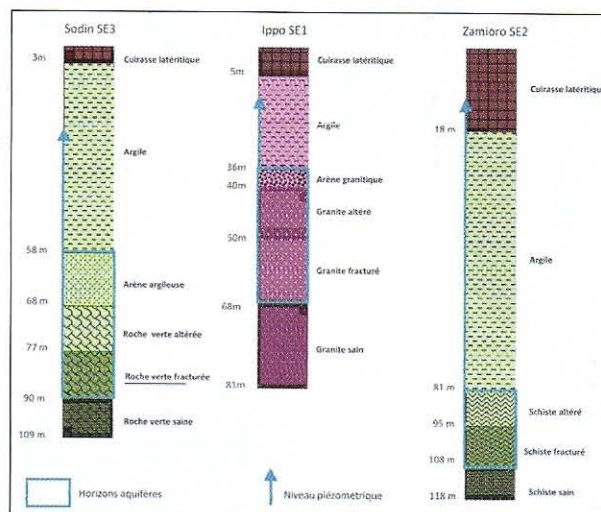 Sodin SE3
3m
Cuirasse latéritique
Argile
58 m
Arène argileuse
68 m
Roche verte altérée
77 m
Roche verte fracturée
90 m
Roche verte saine
109 m
Ippo SE1
Cuirasse latéritique
5m
Argile
36m
Arène granitique
40m
Granite altéré
50m
Granite fracturé
68m
Granite sain
81m
Zamioro SE2
Cuirasse latéritique
18 m
Argile
81 m
Schiste altéré
95 m
Schiste fracturé
108 m
Schiste sain
118 m
Horizons aquifères
Niveau piézométrique